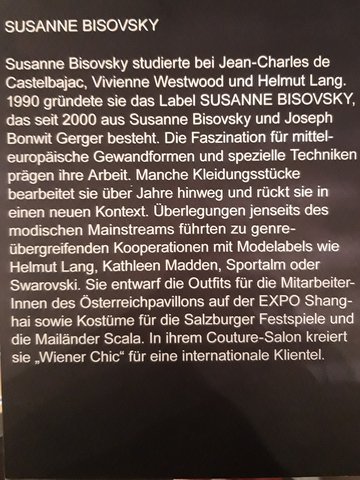 SUSANNE BISOVSKY
Susanne Bisovsky studierte bei Jean-Charles de
Castelbajac, Vivienne Westwood und Helmut Lang.
1990 gründete sie das Label SUSANNE BISOVSKY,
das seit 2000 aus Susanne Bisovsky und Joseph
Bonwit Gerger besteht. Die Faszination für mittel-
europäische Gewandformen und spezielle Techniken
prägen ihre Arbeit. Manche Kleidungsstücke
bearbeitet sie über Jahre hinweg und rückt sie in
einen neuen Kontext. Überlegungen jenseits des
modischen Mainstreams führten zu genre-
übergreifenden Kooperationen mit Modelabels wie
Helmut Lang, Kathleen Madden, Sportalm oder
Swarovski. Sie entwarf die Outfits für die Mitarbeiter-
Innen des Österreichpavillons auf der EXPO Shang-
hai sowie Kostüme für die Salzburger Festspiele und
die Mailänder Scala. In ihrem Couture-Salon kreiert
sie „Wiener Chic“ für eine internationale Klientel.